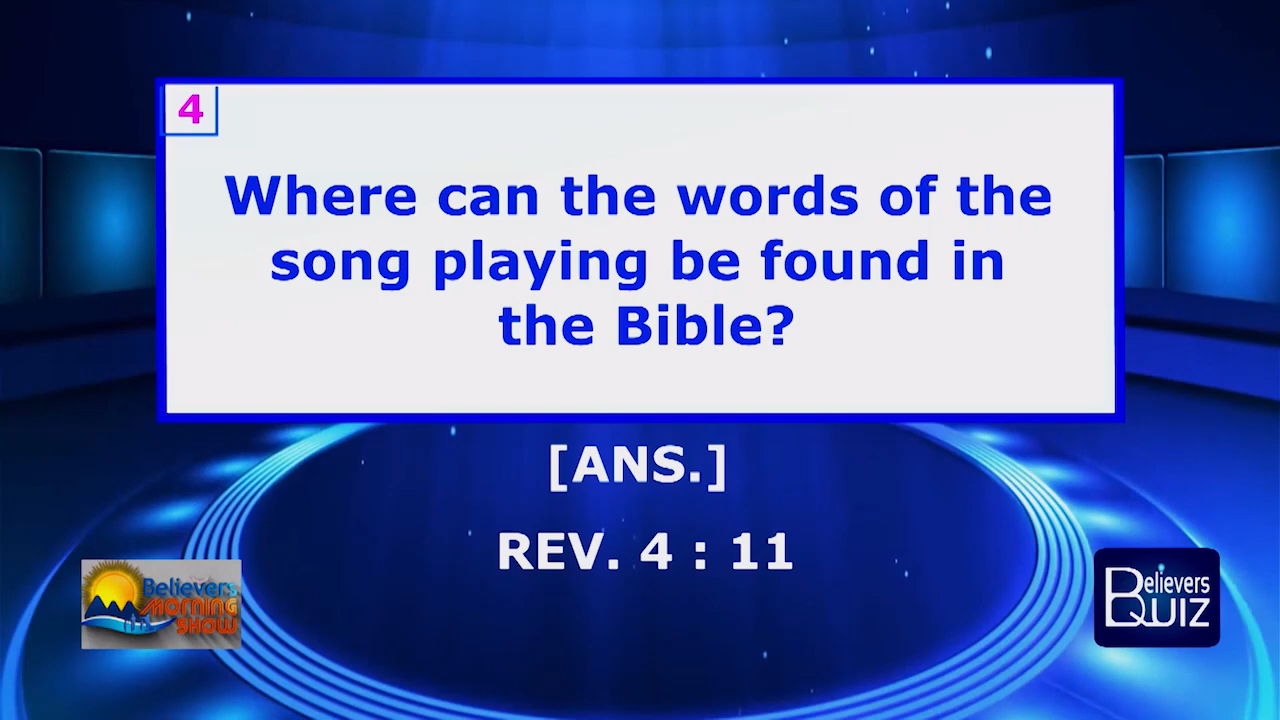 4
Where can the words of the
song playing be found in
the Bible?
[ANS.]
REV. 4 : 11
Believers
MORNING
SHOW
Believers
QUIZ